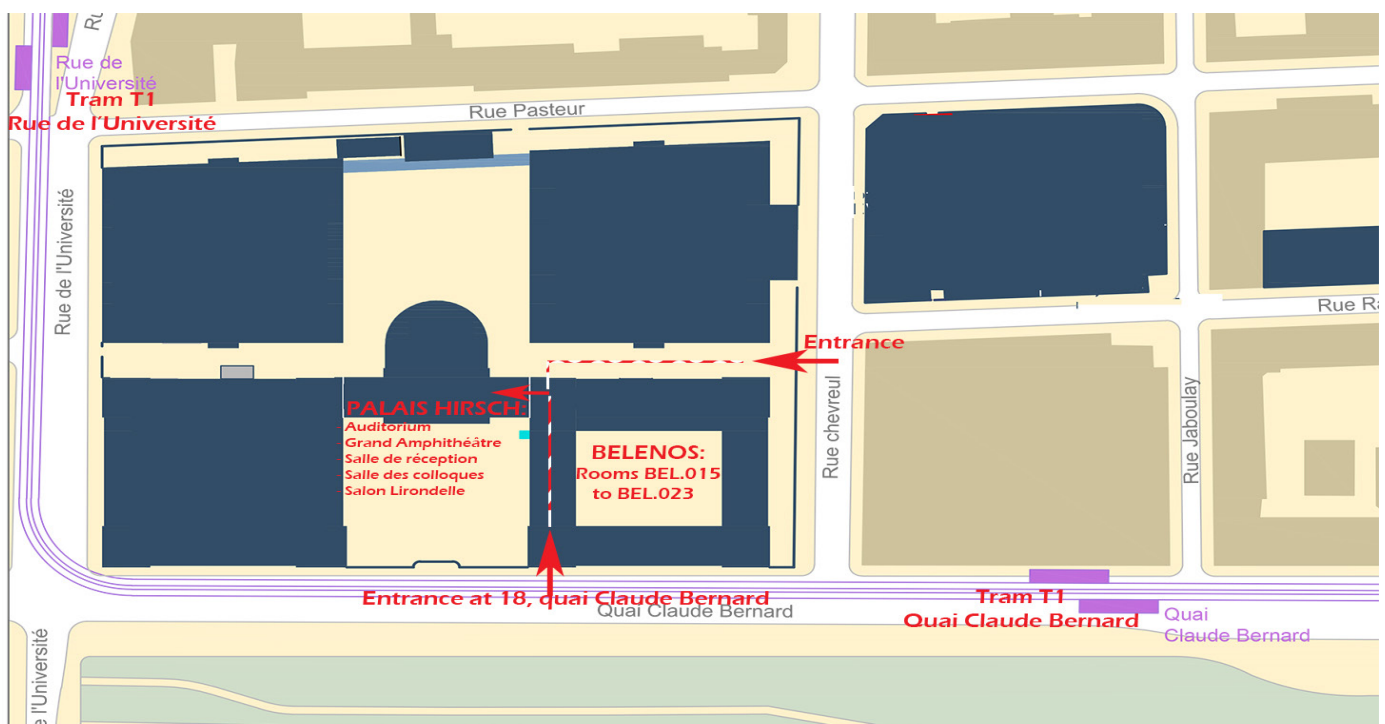 Ru
Rue de
l'Université
Tram T1
Rue de l'Université
Rue Pasteur
Rue de l'Université
Entrance
Rue Ra
PALAIS HIRSCH:
Auditorium
Grand Amphithéâtre
Salle de réception
Salle des colloques
Salon Lirondelle
BELENOS:
Rooms BEL.015
to BEL.023
Rue chevreul
Rue Jaboulay
Entrance at 18, quai Claude Bernard
Quai Claude Bernard
Tram T1
Quai Claude Bernard
Quai
Claude Bernard
e l'Université